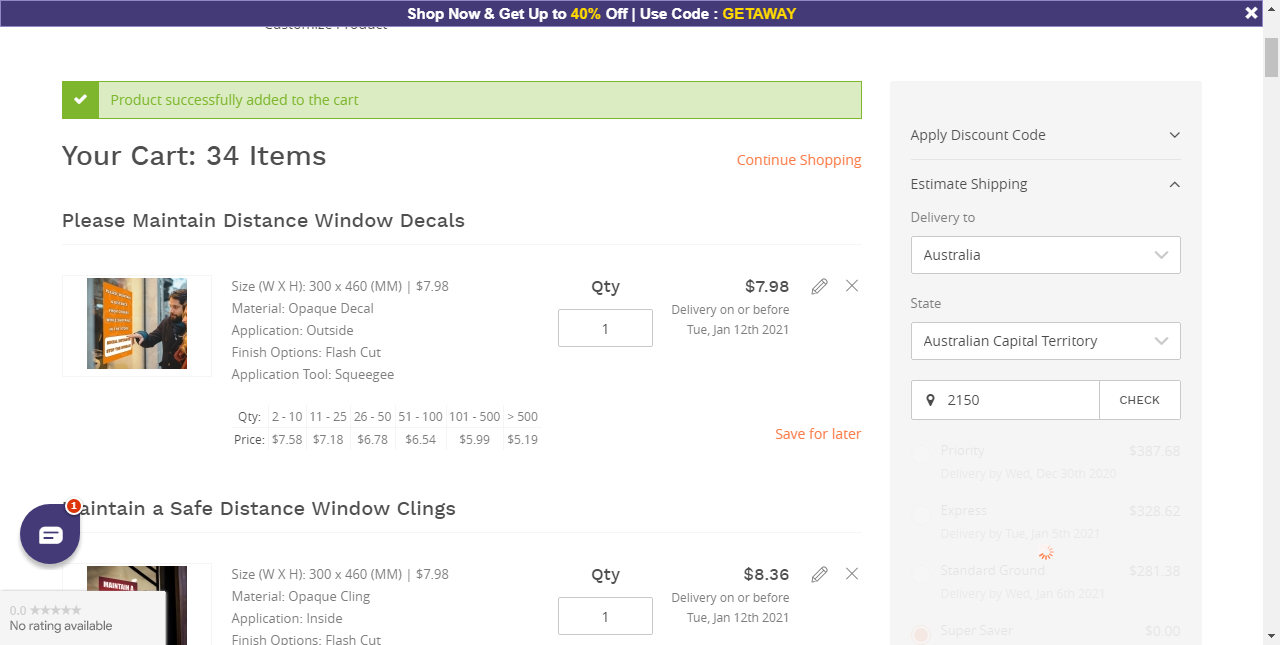 Shop Now & Get Up to 40% Off | Use Code : GETAWAY
Customize Product
Product successfully added to the cart
Your Cart: 34 Items
Continue Shopping
Please Maintain Distance Window Decals
Size (W X H): 300 x 460 (MM) | $7.98
Material: Opaque Decal
Application: Outside
Finish Options: Flash Cut
Application Tool: Squeegee
Qty
1
$7.98
Delivery on or before
Tue, Jan 12th 2021
Qty: 2 - 10 11 - 25 26 - 50 51 - 100 101 - 500 > 500
Price: $7.58 $7.18 $6.78 $6.54 $5.99 $5.19
Save for later
aintain a Safe Distance Window Clings
Size (W X H): 300 x 460 (MM) | $7.98
Material: Opaque Cling
Application: Inside
Finish Options: Flash Cut
MAINTAIN A
Qty
1
$8.36
Delivery on or before
Tue, Jan 12th 2021
Apply Discount Code
Estimate Shipping
Delivery to
Australia
State
Australian Capital Territory
2150 CHECK
Priority $387.68
Delivery by Wed, Dec 30th 2020
Express $328.62
Delivery by Tue, Jan 5th 2021
Standard Ground $281.38
Delivery by Wed, Jan 6th 2021
Super Saver $0.00
1
0.0
No rating available